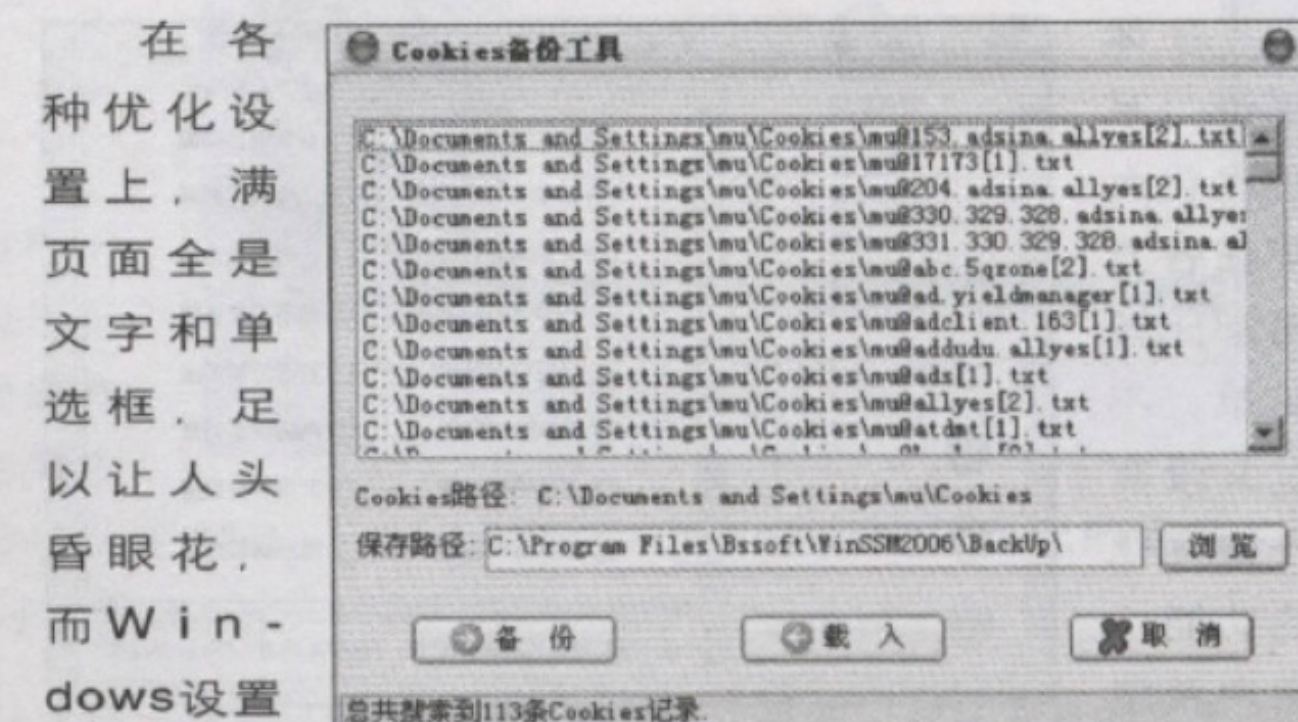 在各
种优化设
置上，满
页面全是
文字和单
选框，足
以让人头
昏眼花，
而Win-
dows设置
Cookies备份工具
C:\Documents and Settings\mu\Cookies\mu@153.adsina.allyes[2].txt
C:\Documents and Settings\mu\Cookies\mu@17173[1].txt
C:\Documents and Settings\mu\Cookies\mu@204.adsina.allyes[2].txt
C:\Documents and Settings\mu\Cookies\mu@330.329.328.adsina.allyes
C:\Documents and Settings\mu\Cookies\mu@331.330.329.328.adsina.al
C:\Documents and Settings\mu\Cookies\mu@abc.5qzone[2].txt
C:\Documents and Settings\mu\Cookies\mu@ad.yieldmanager[1].txt
C:\Documents and Settings\mu\Cookies\mu@adclient.163[1].txt
C:\Documents and Settings\mu\Cookies\mu@addudu.allyes[1].txt
C:\Documents and Settings\mu\Cookies\mu@ads[1].txt
C:\Documents and Settings\mu\Cookies\mu@allyes[2].txt
C:\Documents and Settings\mu\Cookies\mu@atdmt[1].txt
Cookies路径: C:\Documents and Settings\mu\Cookies
保存路径: C:\Program Files\Bssoft\WinSSM2006\BackUp\ 浏览
备份 载入 取消
总共搜索到113条Cookies记录.